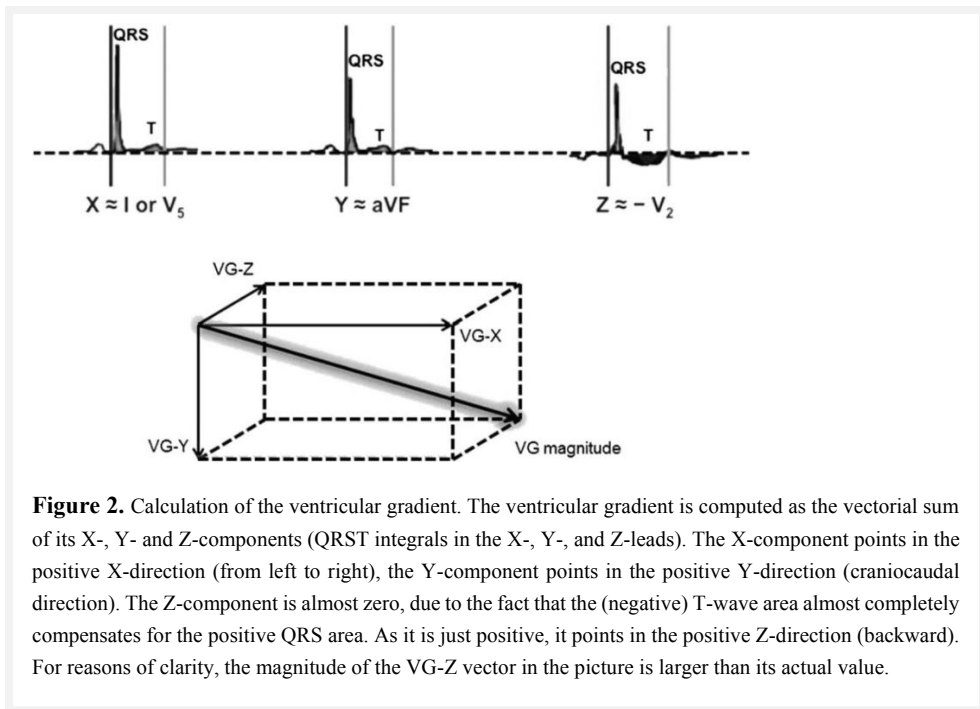 QRS
QRS
QRS
T
T
T
X ≈ I or V₅
Y ≈ aVF
Z ≈ − V₂
VG-Z
VG-X
VG-Y
VG magnitude
Figure 2. Calculation of the ventricular gradient. The ventricular gradient is computed as the vectorial sum
of its X-, Y- and Z-components (QRST integrals in the X-, Y-, and Z-leads). The X-component points in the
positive X-direction (from left to right), the Y-component points in the positive Y-direction (craniocaudal
direction). The Z-component is almost zero, due to the fact that the (negative) T-wave area almost completely
compensates for the positive QRS area. As it is just positive, it points in the positive Z-direction (backward).
For reasons of clarity, the magnitude of the VG-Z vector in the picture is larger than its actual value.